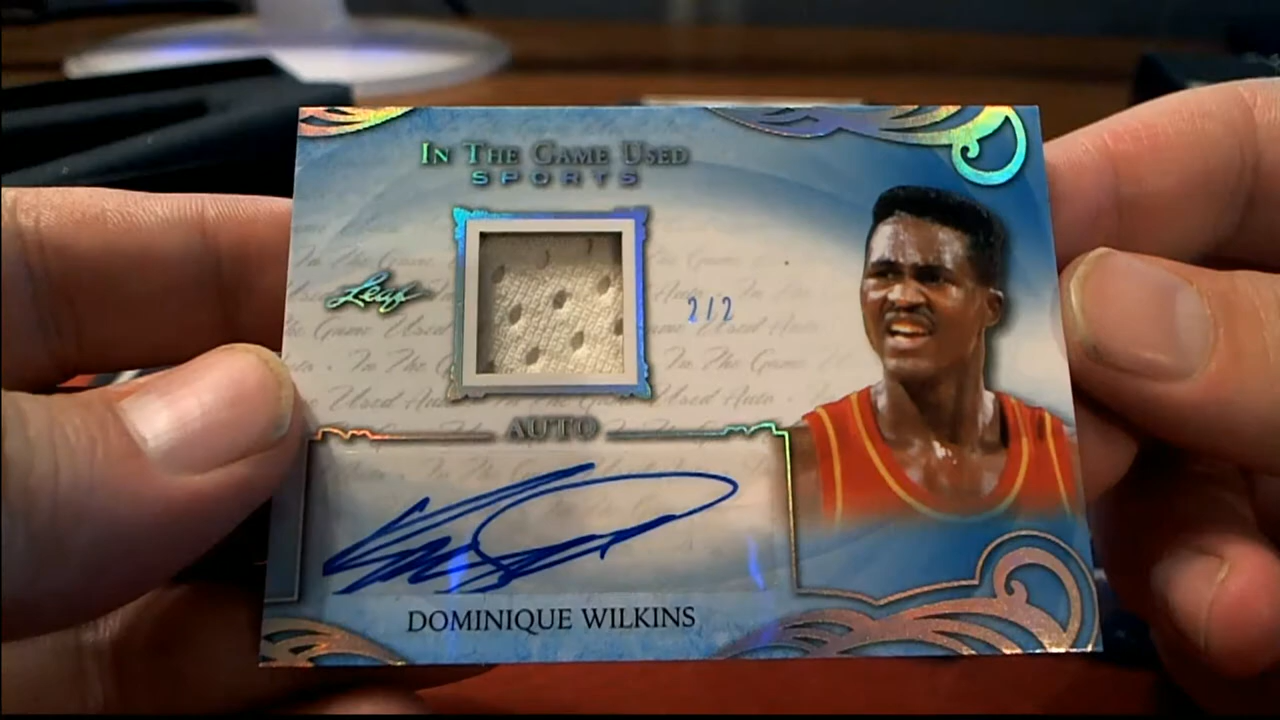 In The Game Used
SPORTS
Leaf
2/2
AUTO
DOMINIQUE WILKINS